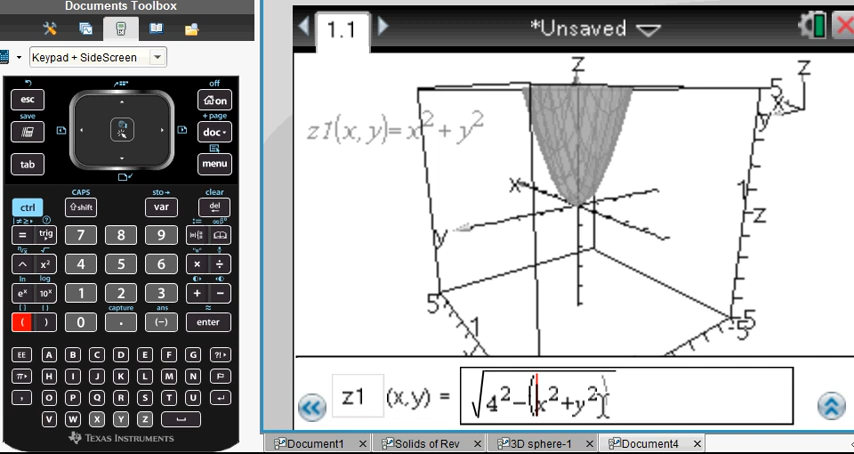 Documents Toolbox
Keypad + SideScreen
esc
off
on
save
+ page
doc
tab
menu
CAPS
sto→
clear
ctrl
⇧shift
var
del
= trig 7 8 9
^ x² 4 5 6 × ÷
ln log
eˣ 10ˣ 1 2 3 + −
capture ans ≈
( ) 0 . (−) enter
EE A B C D E F G ?!▸
π▸ H I J K L M N
, O P Q R S T U
V W X Y Z
TEXAS INSTRUMENTS
1.1 *Unsaved
z1(x,y)=x²+y²
z
5
z
x
y
x
1
z
y
5
1
-5
5
z1 (x,y) = √4²−(x²+y²)
Document1 × Solids of Rev × 3D sphere-1 × Document4 ×